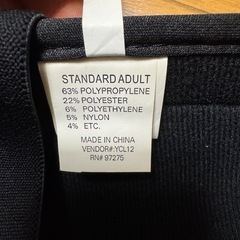 STANDARD ADULT
63% POLYPROPYLENE
22% POLYESTER
6% POLYETHYLENE
5% NYLON
4% ETC.
MADE IN CHINA
VENDOR#:YCL12
RN# 97275